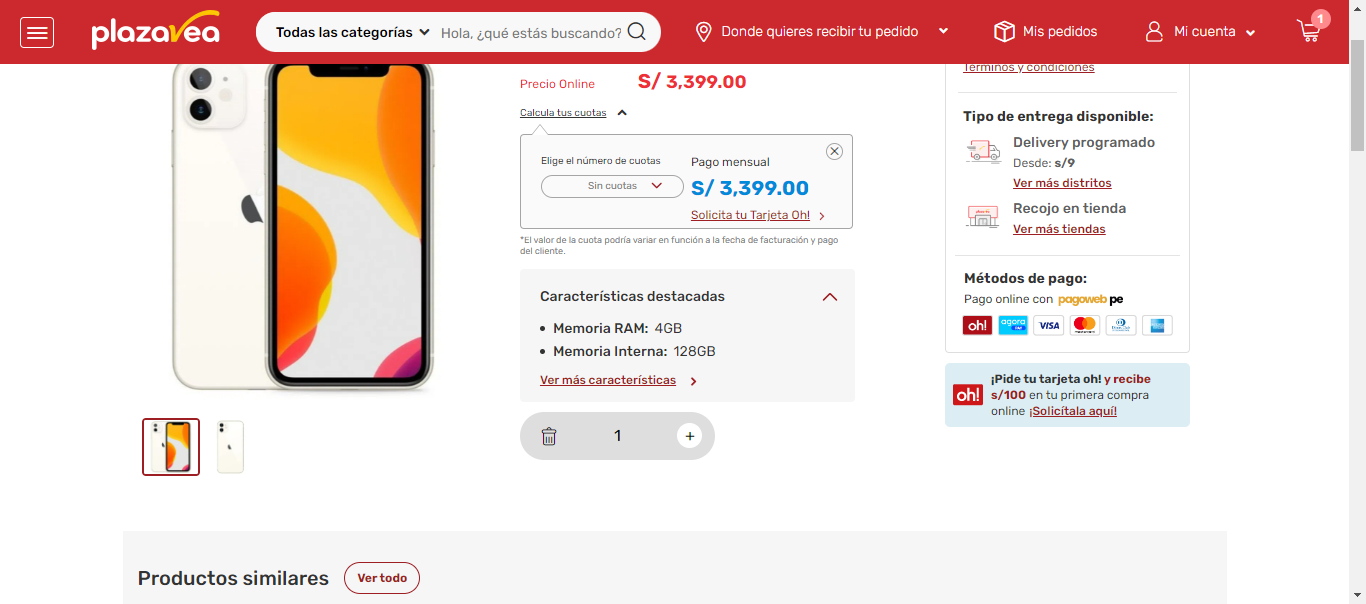 plazavea
Todas las categorías
Hola, ¿qué estás buscando?
Donde quieres recibir tu pedido
Mis pedidos
Mi cuenta
1
Precio Online
S/ 3,399.00
Calcula tus cuotas
Elige el número de cuotas
Sin cuotas
Pago mensual
S/ 3,399.00
Solicita tu Tarjeta Oh!
*El valor de la cuota podría variar en función a la fecha de facturación y pago
del cliente.
Características destacadas
• Memoria RAM: 4GB
• Memoria Interna: 128GB
Ver más características
1
+
Términos y condiciones
Tipo de entrega disponible:
Delivery programado
Desde: s/9
Ver más distritos
Recojo en tienda
Ver más tiendas
Métodos de pago:
Pago online con pagoweb pe
oh! agora VISA
oh!
¡Pide tu tarjeta oh! y recibe
s/100 en tu primera compra
online ¡Solicítala aquí!
Productos similares
Ver todo